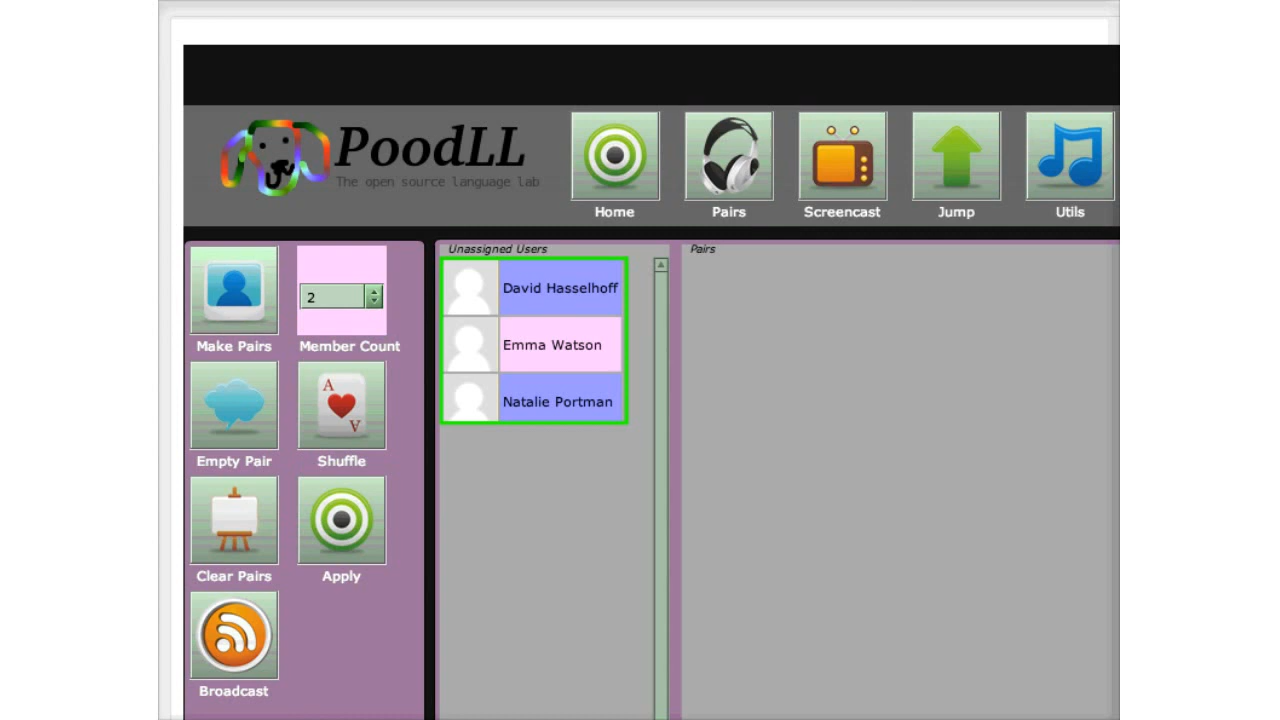 PoodLL
The open source language lab
Home
Pairs
Screencast
Jump
Utils
Make Pairs
2
Member Count
Empty Pair
A
A
Shuffle
Clear Pairs
Apply
Broadcast
Unassigned Users
David Hasselhoff
Emma Watson
Natalie Portman
Pairs